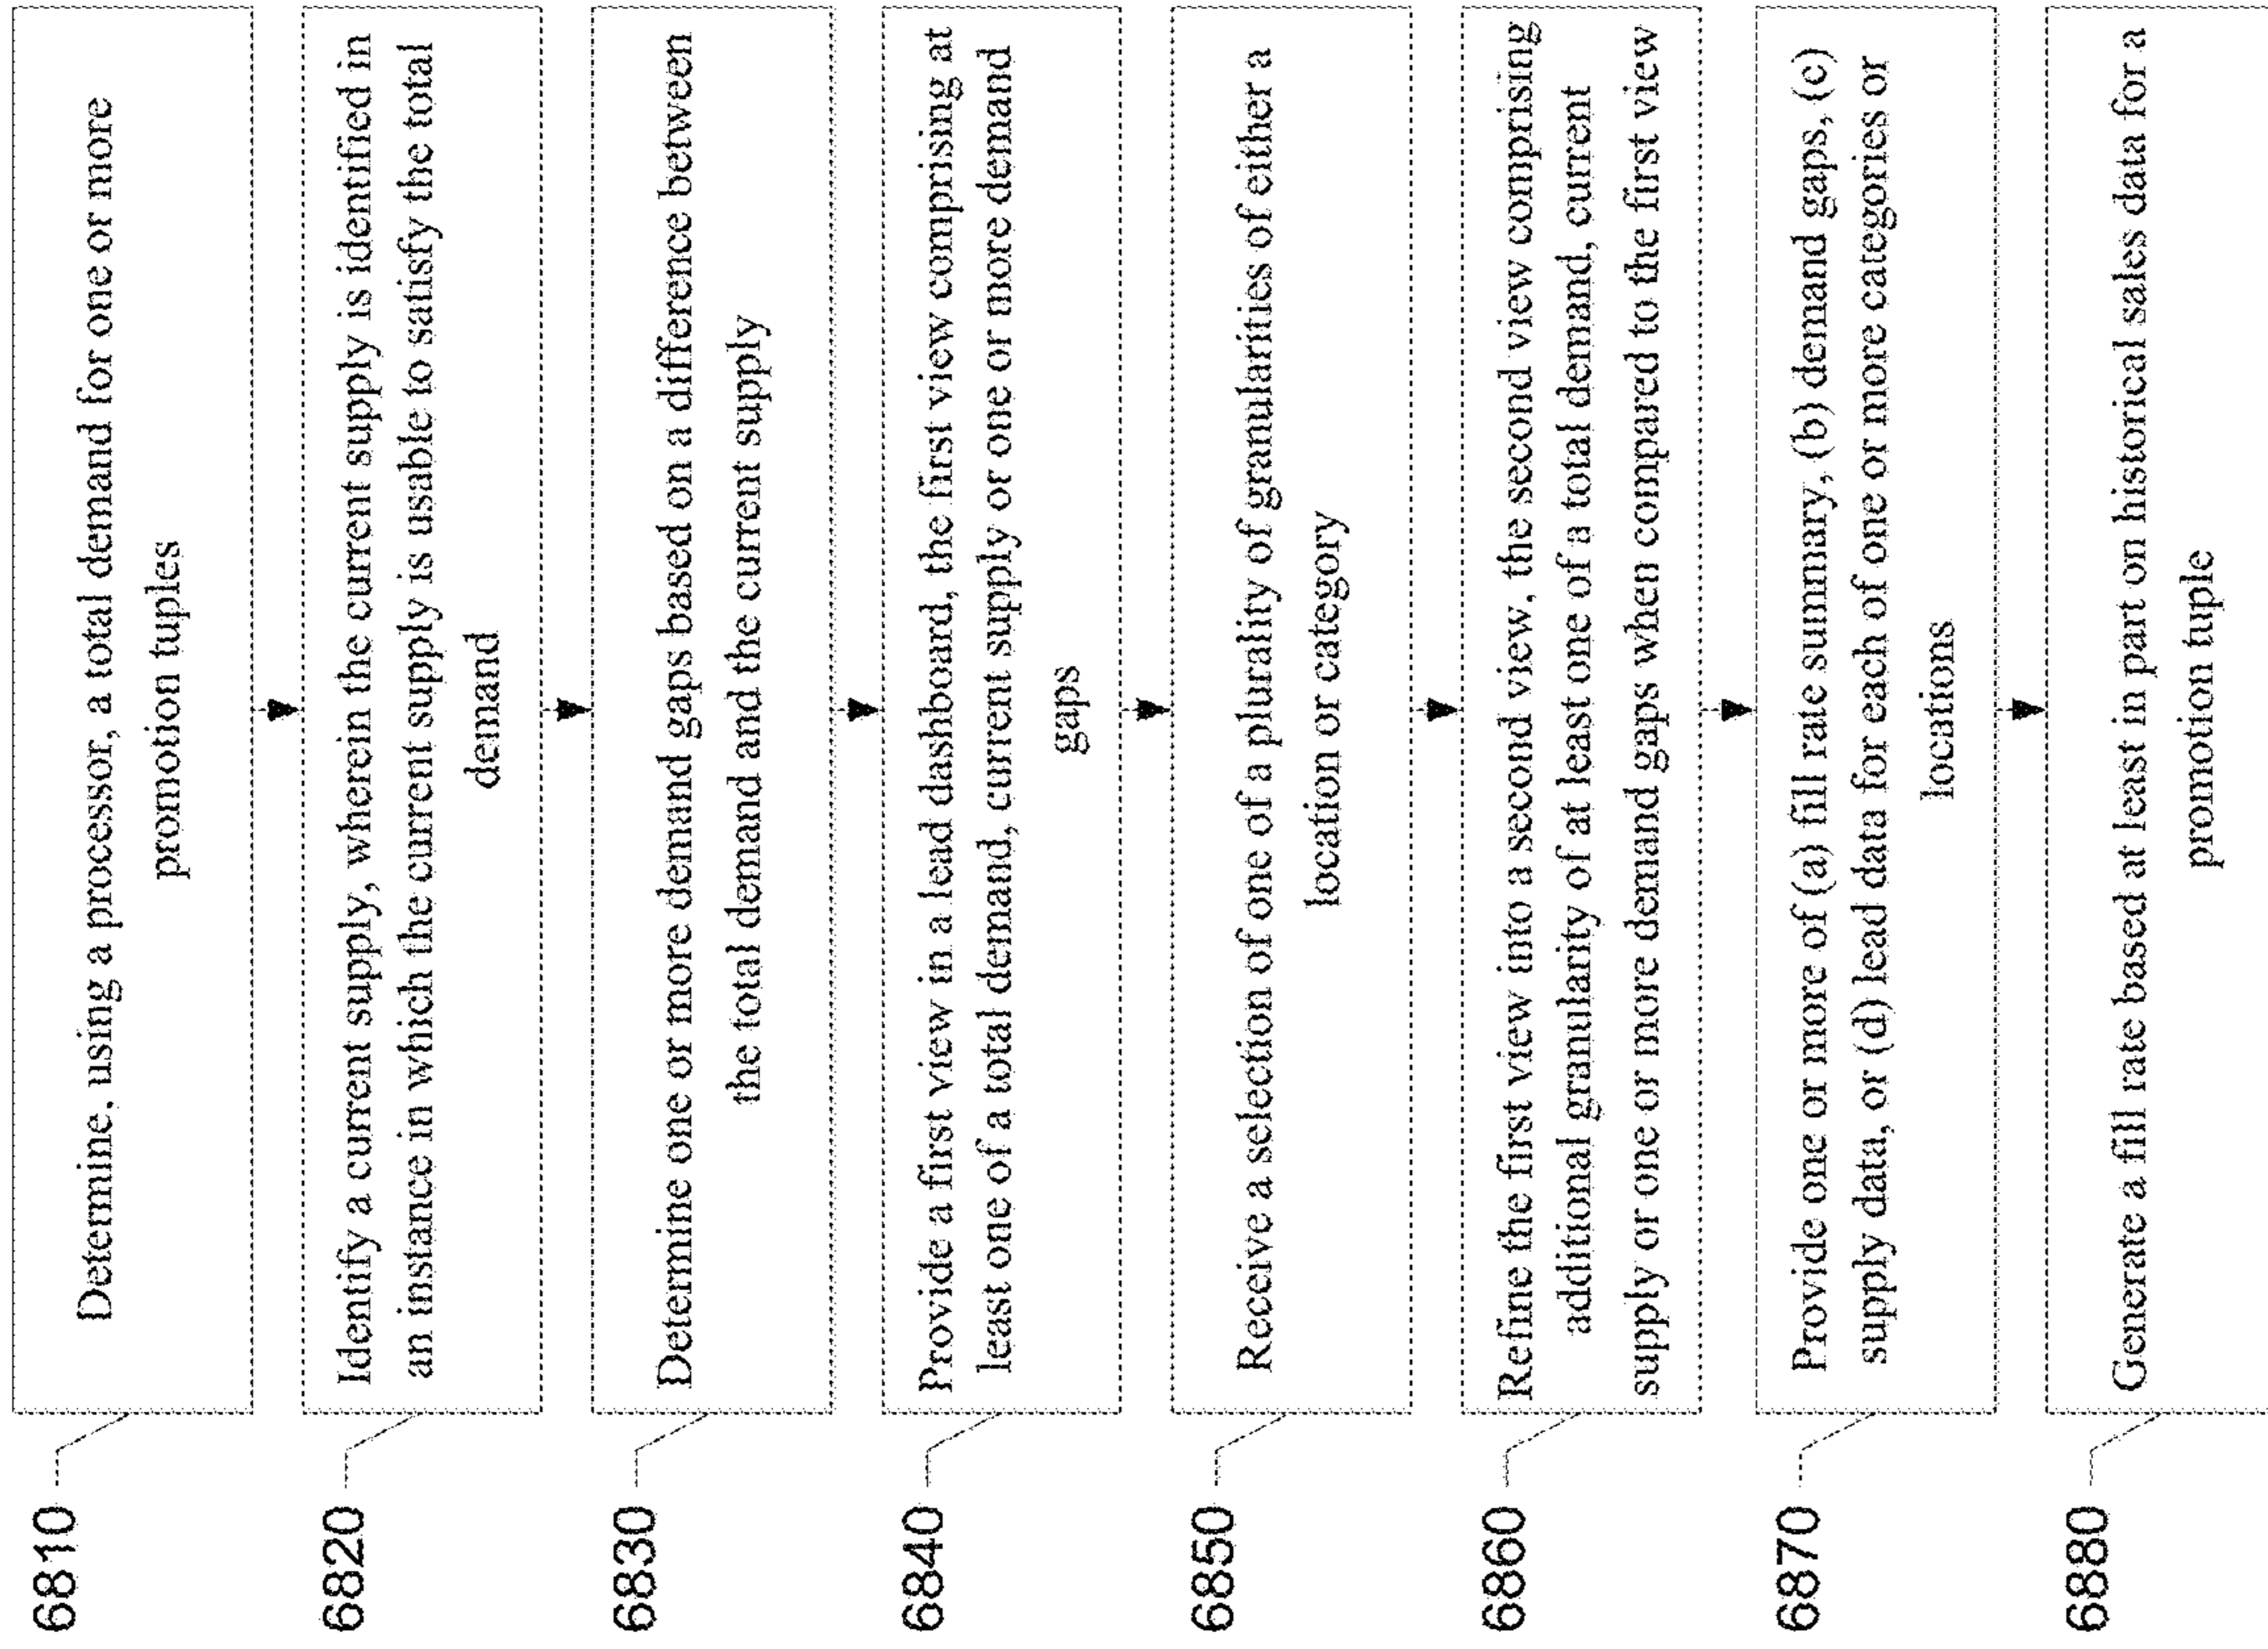 6810
Determine, using a processor, a total demand for one or more
promotion tuples
6820
Identify a current supply, wherein the current supply is identified in
an instance in which the current supply is usable to satisfy the total
demand
6830
Determine one or more demand gaps based on a difference between
the total demand and the current supply
6840
Provide a first view in a lead dashboard, the first view comprising at
least one of a total demand, current supply or one or more demand
gaps
6850
Receive a selection of one of a plurality of granularities of either a
location or category
6860
Refine the first view into a second view, the second view comprising
additional granularity of at least one of a total demand, current
supply or one or more demand gaps when compared to the first view
6870
Provide one or more of (a) fill rate summary, (b) demand gaps, (c)
supply data, or (d) lead data for each of one or more categories or
locations
6880
Generate a fill rate based at least in part on historical sales data for a
promotion tuple